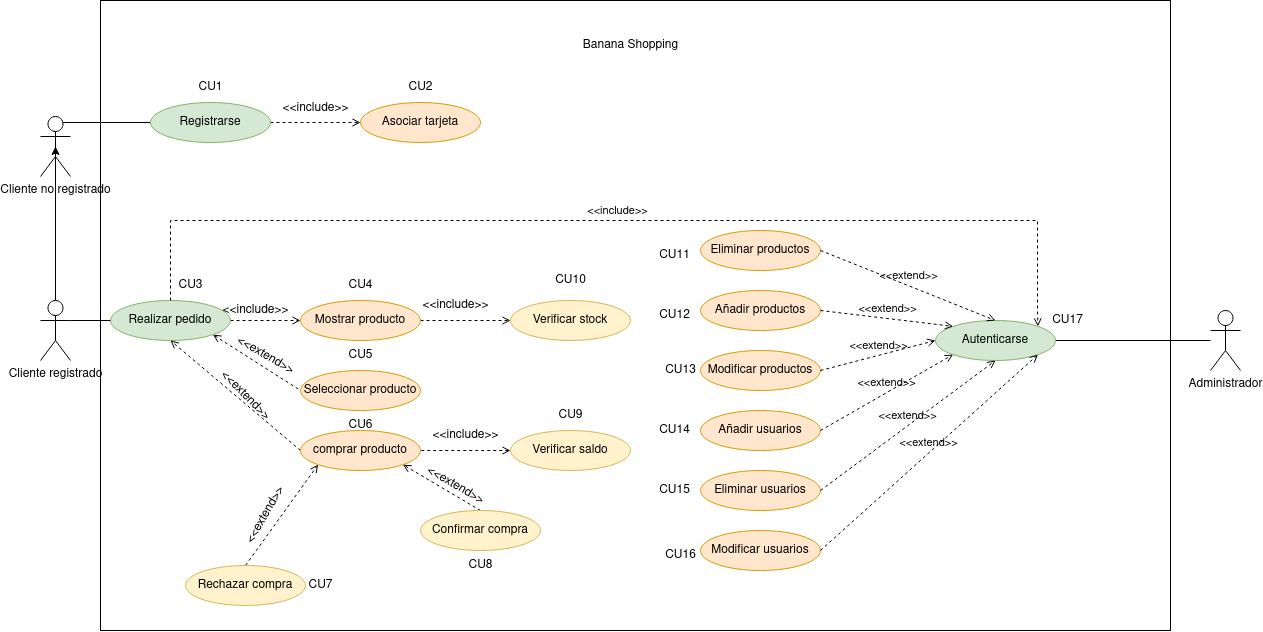 Banana Shopping
CU1
CU2
Registrarse
<<include>>
Asociar tarjeta
Cliente no registrado
<<include>>
CU3
CU4
CU10
Realizar pedido
<<include>>
Mostrar producto
<<include>>
Verificar stock
Cliente registrado
CU5
<<extend>>
Seleccionar producto
<<extend>>
CU6
CU9
comprar producto
<<include>>
Verificar saldo
<<extend>>
<<extend>>
Confirmar compra
CU8
Rechazar compra
CU7
CU11
Eliminar productos
<<extend>>
CU12
Añadir productos
<<extend>>
CU17
Autenticarse
CU13
Modificar productos
<<extend>>
CU14
Añadir usuarios
<<extend>>
CU15
Eliminar usuarios
<<extend>>
CU16
Modificar usuarios
<<extend>>
Administrador